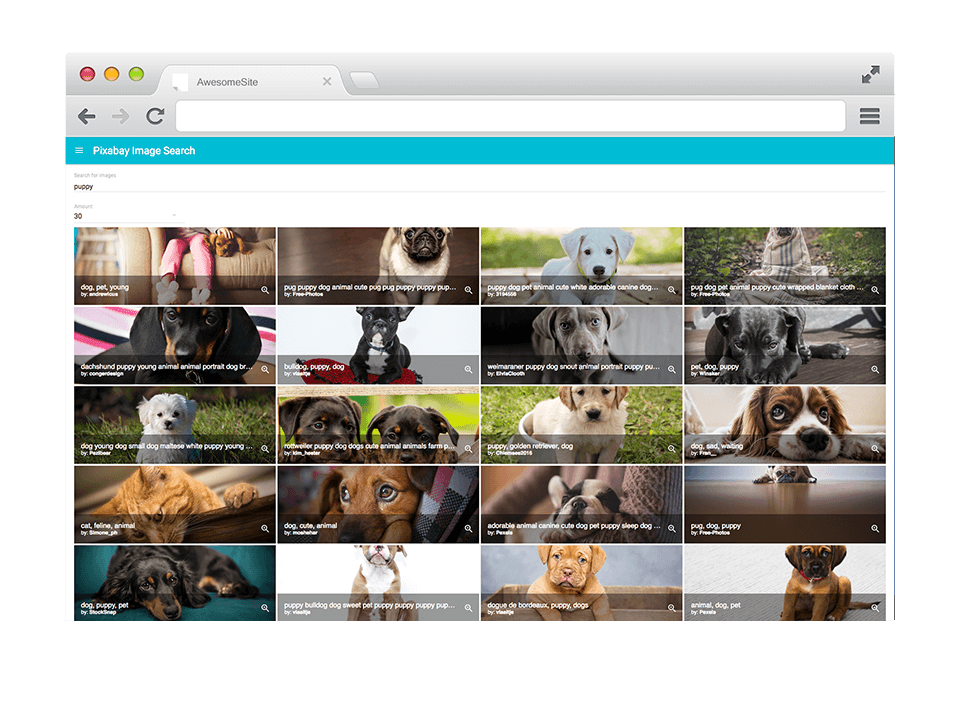 AwesomeSite
Pixabay Image Search
Search for images
puppy
Amount
30
dog, pet, young
by: andrewlous
pug puppy dog animal cute pug pug puppy puppy pup...
by: Free-Photos
puppy dog pet animal cute white adorable canine dog...
by: 3194556
pug dog pet animal puppy cute wrapped blanket cloth ...
by: Free-Photos
dachshund puppy young animal animal portrait dog br...
by: congerdesign
bulldog, puppy, dog
by: vlaaitje
weimaraner puppy dog snout animal portrait puppy pu...
by: ElviaClooth
pet, dog, puppy
by: Winsker
dog young dog small dog maltese white puppy young ...
by: Pezibear
rottweiler puppy dog dogs cute animal animals farm p...
by: kim_hester
puppy, golden retriever, dog
by: Chiemsee2016
dog, sad, waiting
by: Fran__
cat, feline, animal
by: Simone_ph
dog, cute, animal
by: moshehar
adorable animal canine cute dog pet puppy sleep dog ...
by: Pexels
pug, dog, puppy
by: Free-Photos
dog, puppy, pet
by: StockSnap
puppy bulldog dog sweet pet puppy puppy puppy pup...
by: vlaaitje
dogue de bordeaux, puppy, dogs
by: vlaaitje
animal, dog, pet
by: Pexels